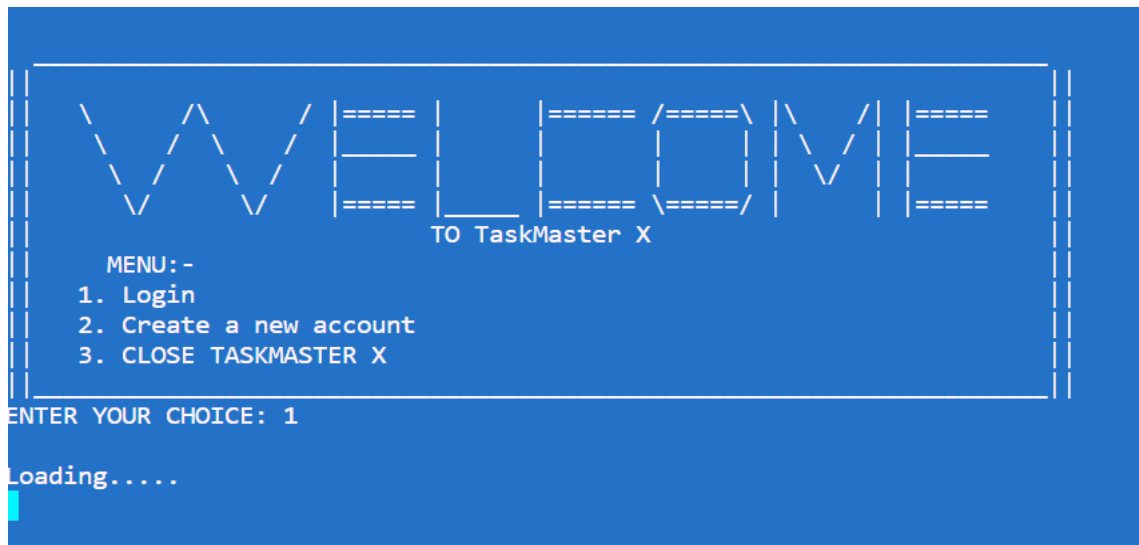 WELCOME
TO TaskMaster X
MENU:-
1. Login
2. Create a new account
3. CLOSE TASKMASTER X
ENTER YOUR CHOICE: 1
Loading.....